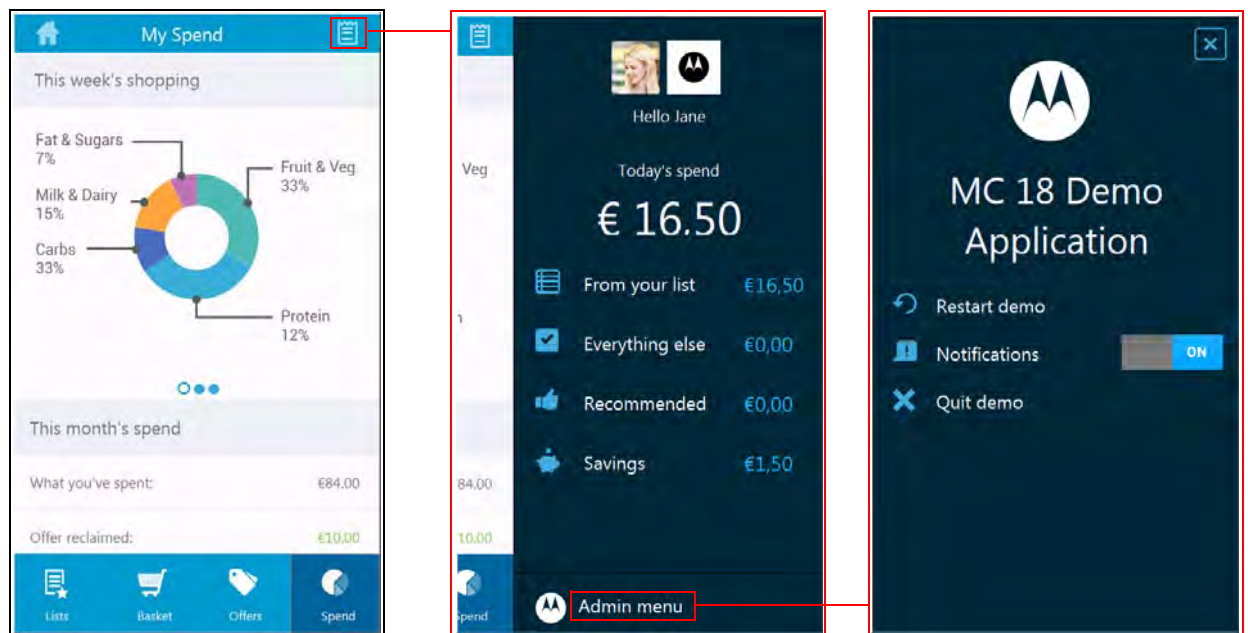 My Spend
This week's shopping
Fat & Sugars
7%
Fruit & Veg
33%
Milk & Dairy
15%
Carbs
33%
Protein
12%
This month's spend
What you've spent:
€84.00
Offer reclaimed:
€10.00
Lists
Basket
Offers
Spend
Veg
n
84.00
10.00
Spend
Hello Jane
Today's spend
€ 16.50
From your list
€16,50
Everything else
€0,00
Recommended
€0,00
Savings
€1,50
Admin menu
MC 18 Demo
Application
Restart demo
Notifications
ON
Quit demo